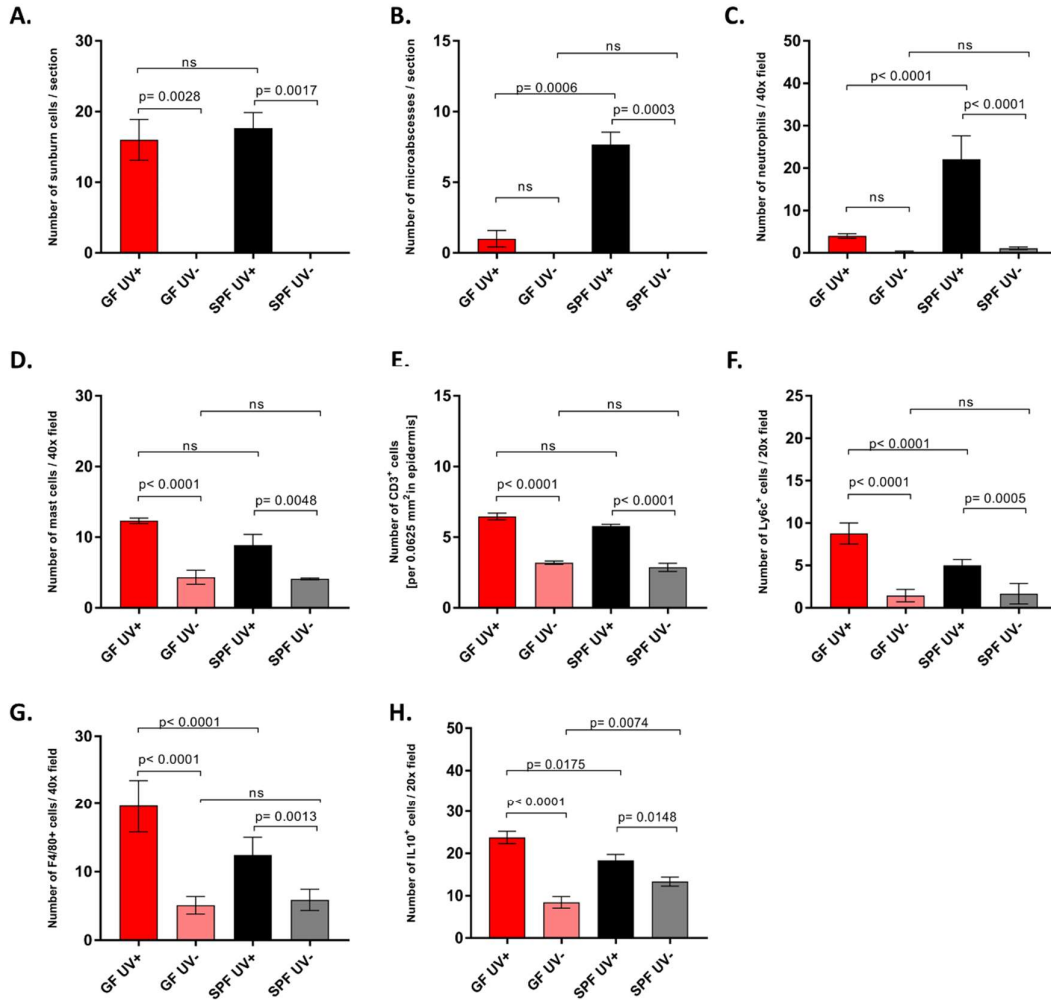 A.
Number of sunburn cells / section
30
20
10
0
ns
p= 0.0028
p= 0.0017
GF UV+
GF UV-
SPF UV+
SPF UV-
B.
Number of microabscesses / section
15
10
5
0
ns
p= 0.0006
p= 0.0003
ns
GF UV+
GF UV-
SPF UV+
SPF UV-
C.
Number of neutrophils / 40x field
50
40
30
20
10
0
ns
p< 0.0001
p< 0.0001
ns
GF UV+
GF UV-
SPF UV+
SPF UV-
D.
Number of mast cells / 40x field
30
20
10
0
ns
ns
p< 0.0001
p= 0.0048
GF UV+
GF UV-
SPF UV+
SPF UV-
E.
Number of CD3⁺ cells
[per 0.0625 mm² in epidermis]
15
10
5
0
ns
ns
p< 0.0001
p< 0.0001
GF UV+
GF UV-
SPF UV+
SPF UV-
F.
Number of Ly6c⁺ cells / 20x field
25
20
15
10
5
0
ns
p< 0.0001
p< 0.0001
p= 0.0005
GF UV+
GF UV-
SPF UV+
SPF UV-
G.
Number of F4/80+ cells/ 40x field
30
20
10
0
p< 0.0001
p< 0.0001
ns
p= 0.0013
GF UV+
GF UV-
SPF UV+
SPF UV-
H.
Number of IL10⁺ cells / 20x field
50
40
30
20
10
0
p= 0.0074
p= 0.0175
p< 0.0001
p= 0.0148
GF UV+
GF UV-
SPF UV+
SPF UV-